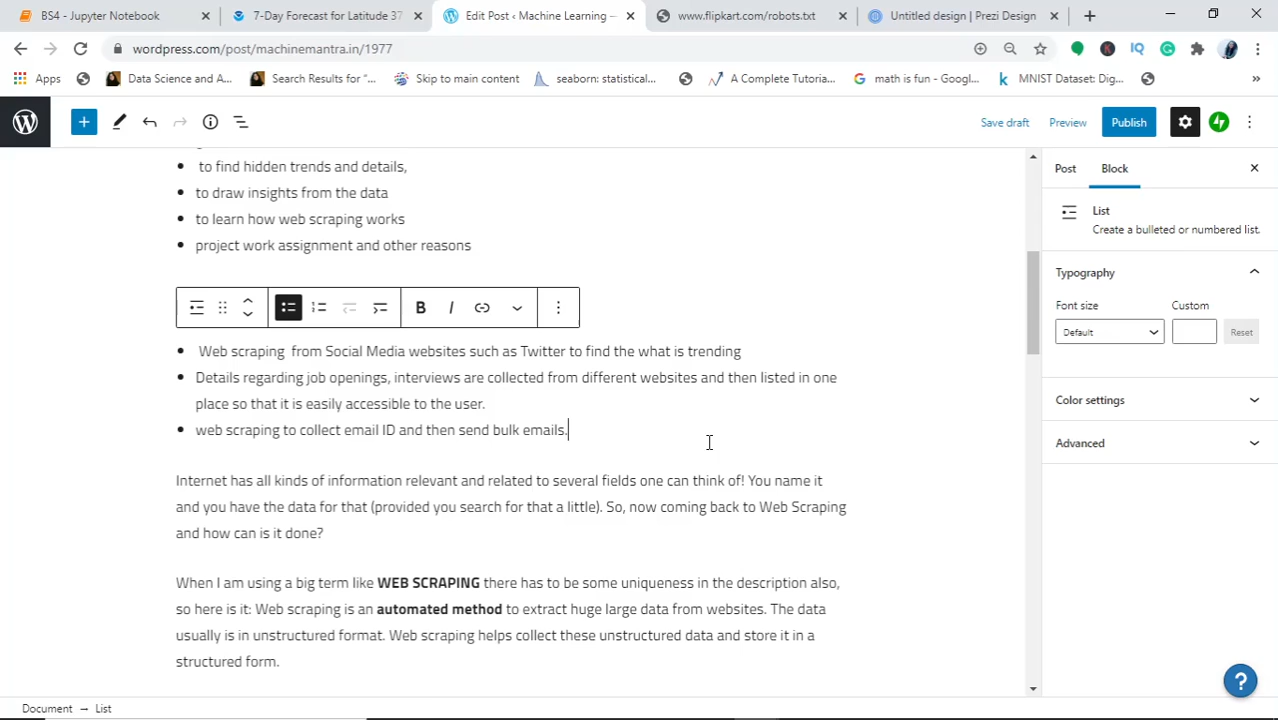 BS4 - Jupyter Notebook
7-Day Forecast for Latitude 37
Edit Post ‹ Machine Learning —
www.flipkart.com/robots.txt
Untitled design | Prezi Design
wordpress.com/post/machinemantra.in/1977
Apps
Data Science and A...
Search Results for "...
Skip to main content
seaborn: statistical...
A Complete Tutoria...
math is fun - Googl...
MNIST Dataset: Dig...
Save draft
Preview
Publish
to find hidden trends and details,
to draw insights from the data
to learn how web scraping works
project work assignment and other reasons
B I
Web scraping  from Social Media websites such as Twitter to find the what is trending
Details regarding job openings, interviews are collected from different websites and then listed in one
place so that it is easily accessible to the user.
web scraping to collect email ID and then send bulk emails.
Internet has all kinds of information relevant and related to several fields one can think of! You name it
and you have the data for that (provided you search for that a little). So, now coming back to Web Scraping
and how can is it done?
When I am using a big term like WEB SCRAPING there has to be some uniqueness in the description also,
so here is it: Web scraping is an automated method to extract huge large data from websites. The data
usually is in unstructured format. Web scraping helps collect these unstructured data and store it in a
structured form.
Post
Block
List
Create a bulleted or numbered list.
Typography
Font size
Custom
Default
Reset
Color settings
Advanced
Document → List